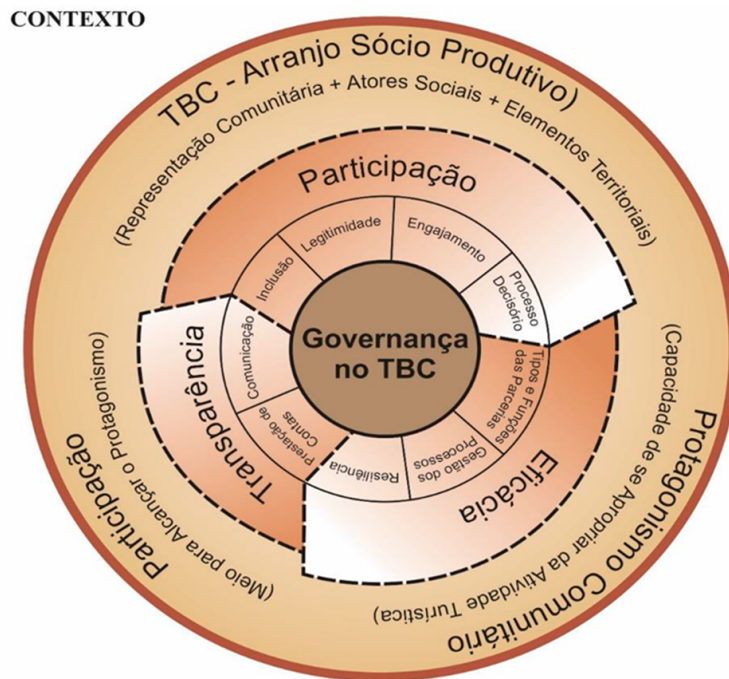 CONTEXTO
TBC - Arranjo Sócio Produtivo)
(Representação Comunitária + Atores Sociais + Elementos Territoriais)
Participação
Inclusão
Legitimidade
Engajamento
Processo
Decisório
Governança
no TBC
Tipos e Funções
das Parcerias
Gestão dos
Processos
Resiliência
Eficácia
Prestação de
Contas
Comunicação
Transparência
Participação
(Meio para Alcançar o Protagonismo)
Protagonismo Comunitário
(Capacidade de se Apropriar da Atividade Turística)